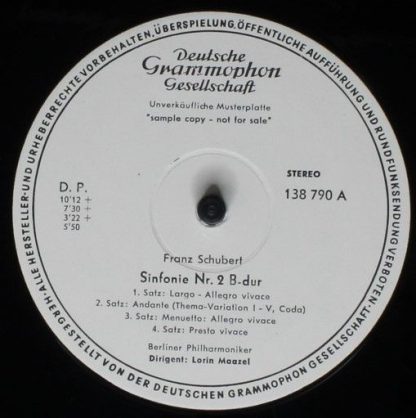 ALLE HERSTELLER- UND URHEBERRECHTE VORBEHALTEN, ÜBERSPIELUNG, ÖFFENTLICHE AUFFÜHRUNG UND RUNDFUNKSENDUNG VERBOTEN·
HERGESTELLT VON DER DEUTSCHEN GRAMMOPHON GESELLSCHAFT·
Deutsche
Grammophon
Gesellschaft
Unverkäufliche Musterplatte
"sample copy - not for sale"
STEREO
138 790 A
D. P.
10'12 +
7'30 +
3'22 +
5'50
Franz Schubert
Sinfonie Nr. 2 B-dur
1. Satz: Largo - Allegro vivace
2. Satz: Andante (Thema-Variation I - V, Coda)
3. Satz: Menuetto: Allegro vivace
4. Satz: Presto vivace
Berliner Philharmoniker
Dirigent: Lorin Maazel